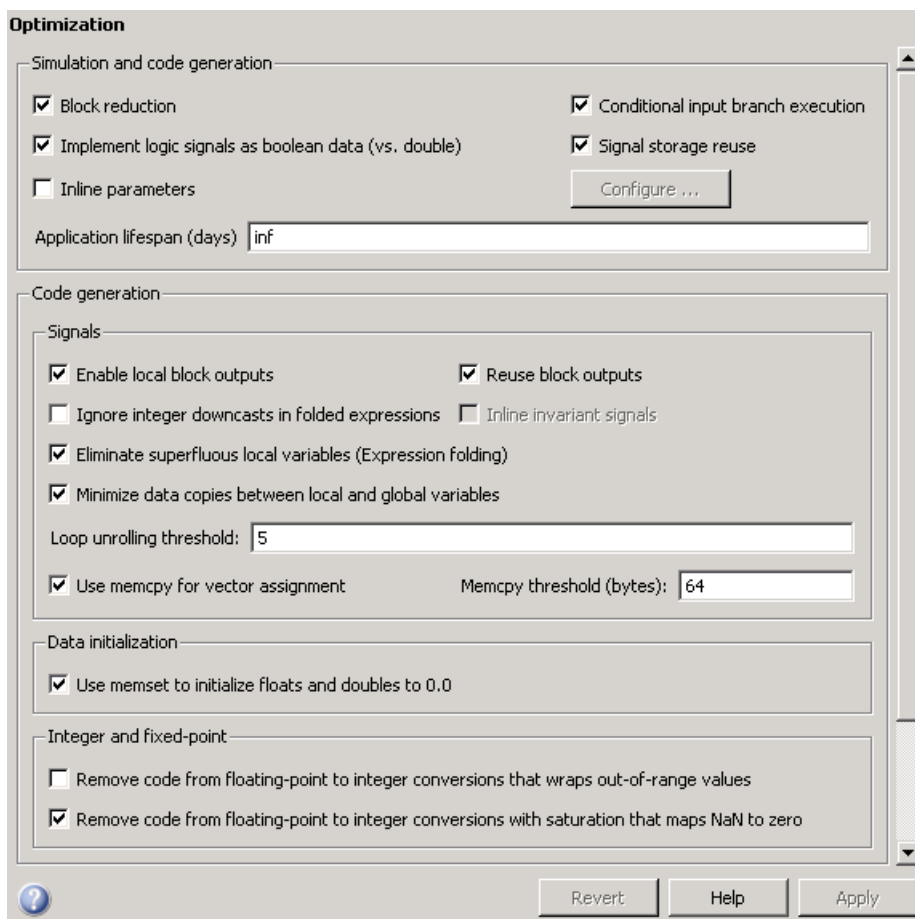 Optimization
Simulation and code generation
Block reduction
Conditional input branch execution
Implement logic signals as boolean data (vs. double)
Signal storage reuse
Inline parameters
Configure ...
Application lifespan (days) inf
Code generation
Signals
Enable local block outputs
Reuse block outputs
Ignore integer downcasts in folded expressions
Inline invariant signals
Eliminate superfluous local variables (Expression folding)
Minimize data copies between local and global variables
Loop unrolling threshold: 5
Use memcpy for vector assignment
Memcpy threshold (bytes): 64
Data initialization
Use memset to initialize floats and doubles to 0.0
Integer and fixed-point
Remove code from floating-point to integer conversions that wraps out-of-range values
Remove code from floating-point to integer conversions with saturation that maps NaN to zero
? Revert Help Apply